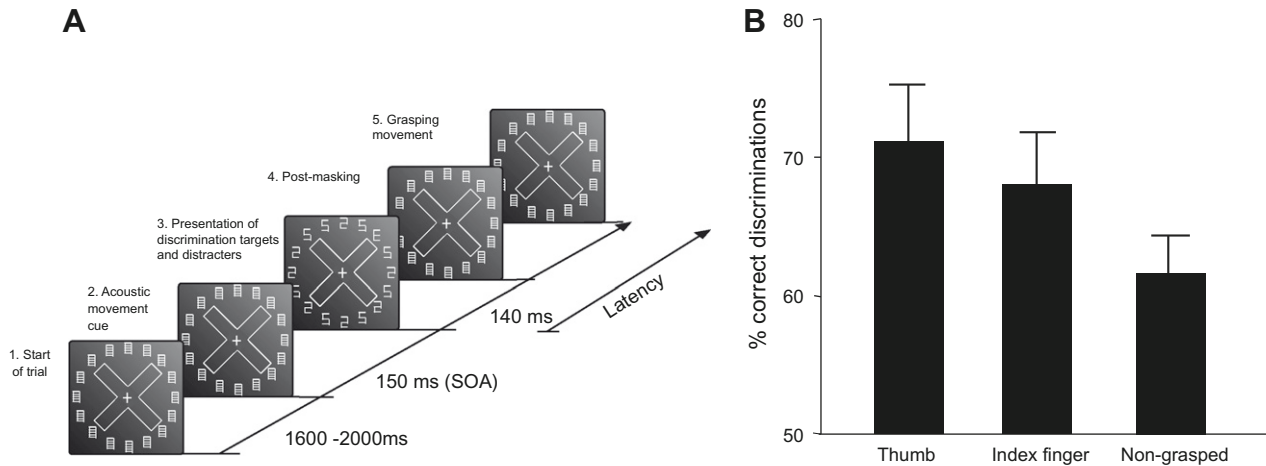 A
1. Start
of trial
2. Acoustic
movement
cue
3. Presentation of
discrimination targets
and distracters
4. Post-masking
5. Grasping
movement
1600 -2000ms
150 ms (SOA)
140 ms
Latency
B
% correct discriminations
80
70
60
50
Thumb
Index finger
Non-grasped